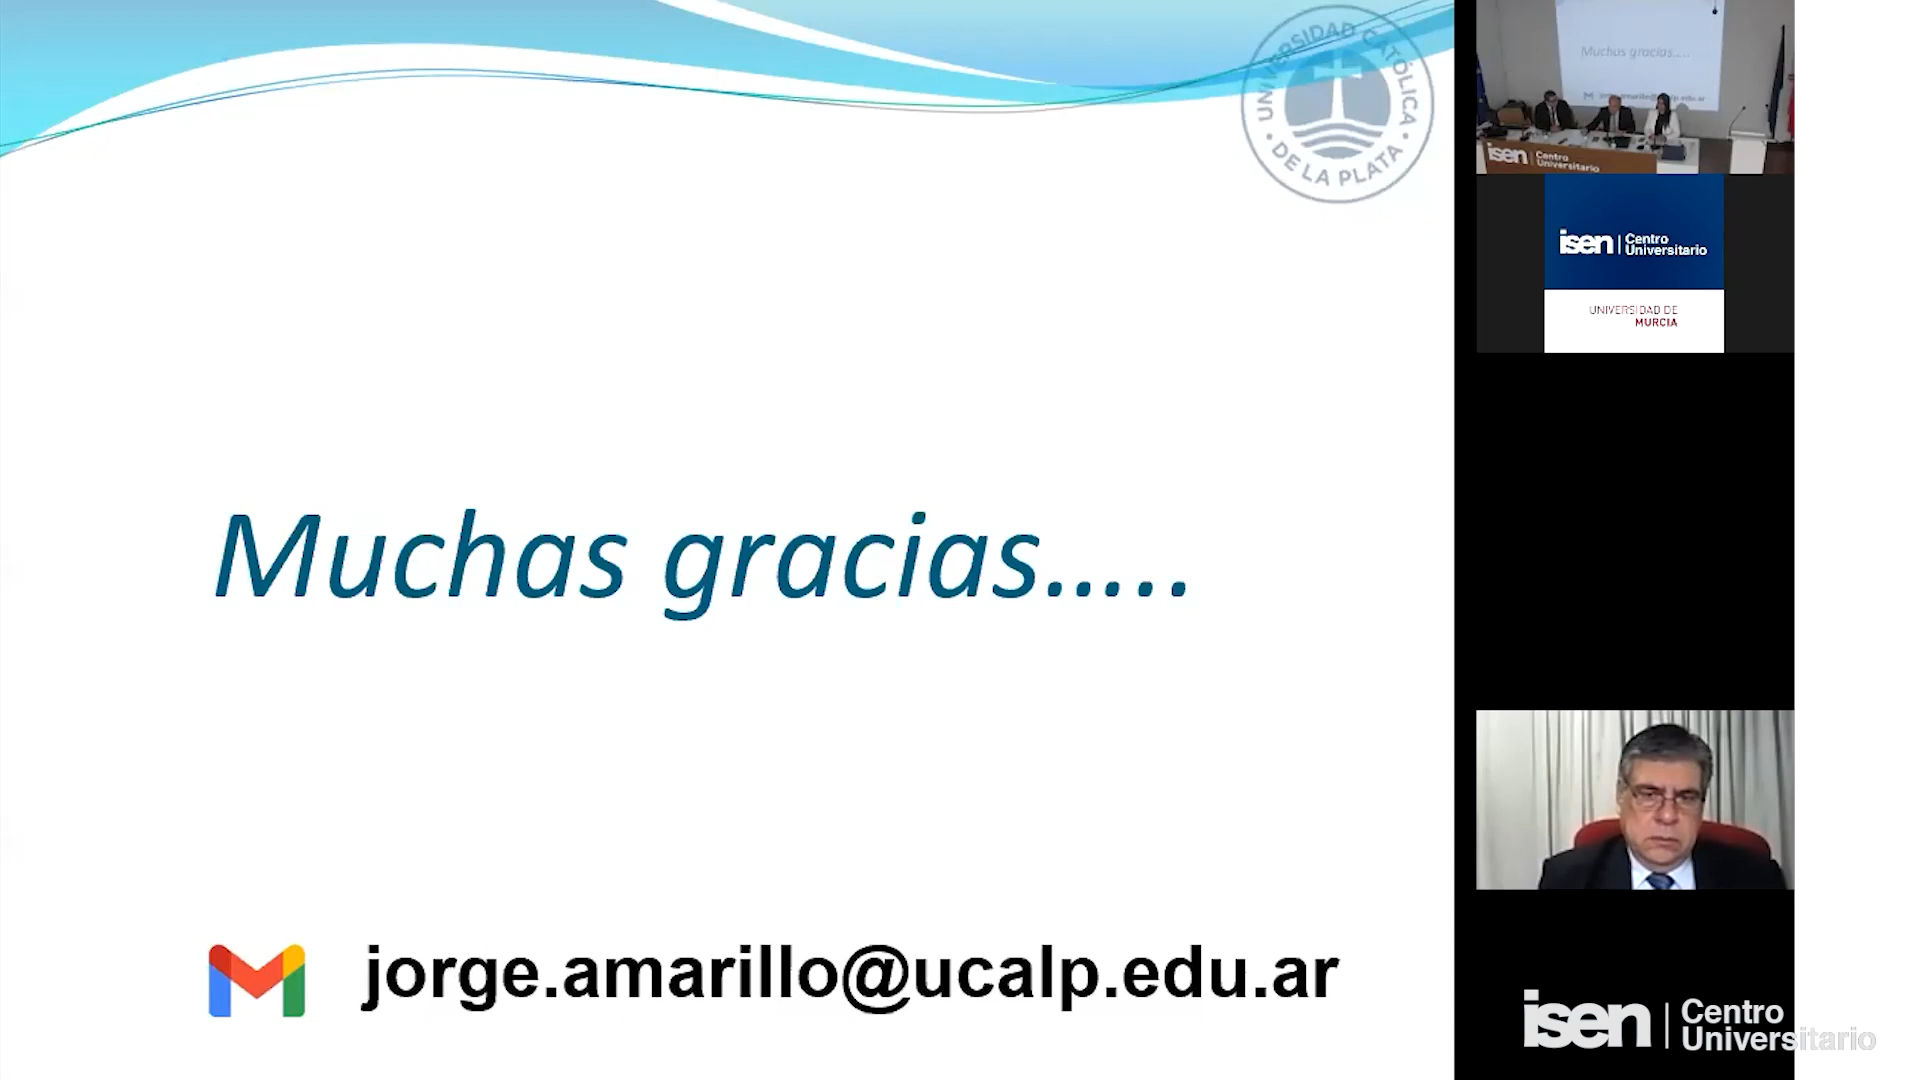 UNIVERSIDAD CATÓLICA
• DE LA PLATA •
Muchas gracias.....
jorge.amarillo@ucalp.edu.ar
Muchas gracias.....
isen | Centro
Universitario
isen | Centro
Universitario
UNIVERSIDAD DE
MURCIA
isen | Centro
Universitario